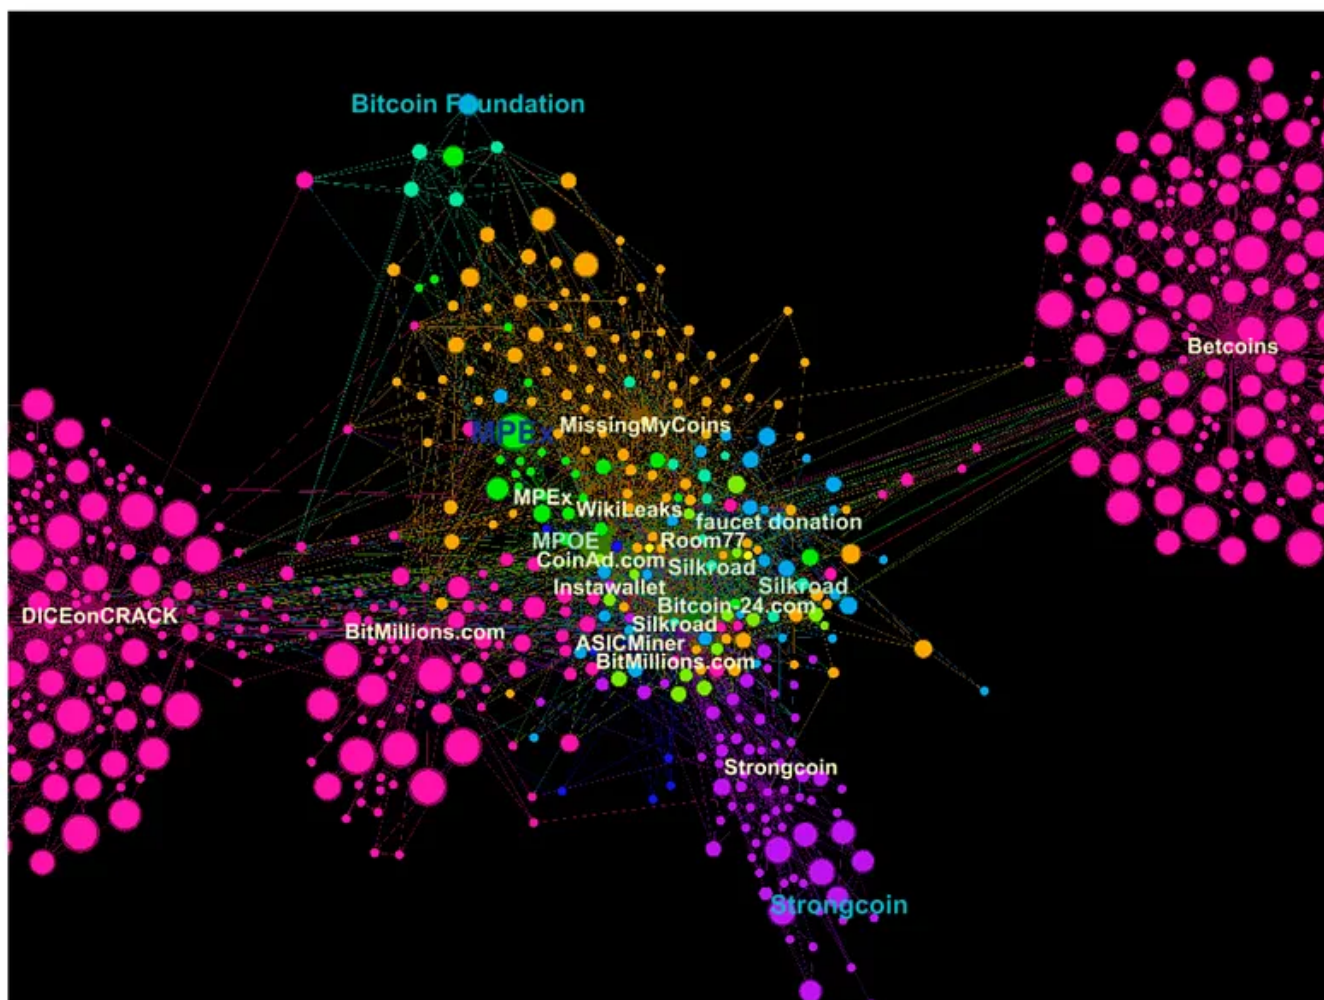 Bitcoin Foundation
Betcoins
MissingMyCoins
MPEx
MPEx
WikiLeaks
faucet donation
MPOE
Room77
CoinAd.com
Silkroad
Instawallet
Silkroad
Bitcoin-24.com
DICEonCRACK
Silkroad
BitMillions.com
ASICMiner
BitMillions.com
Strongcoin
Strongcoin